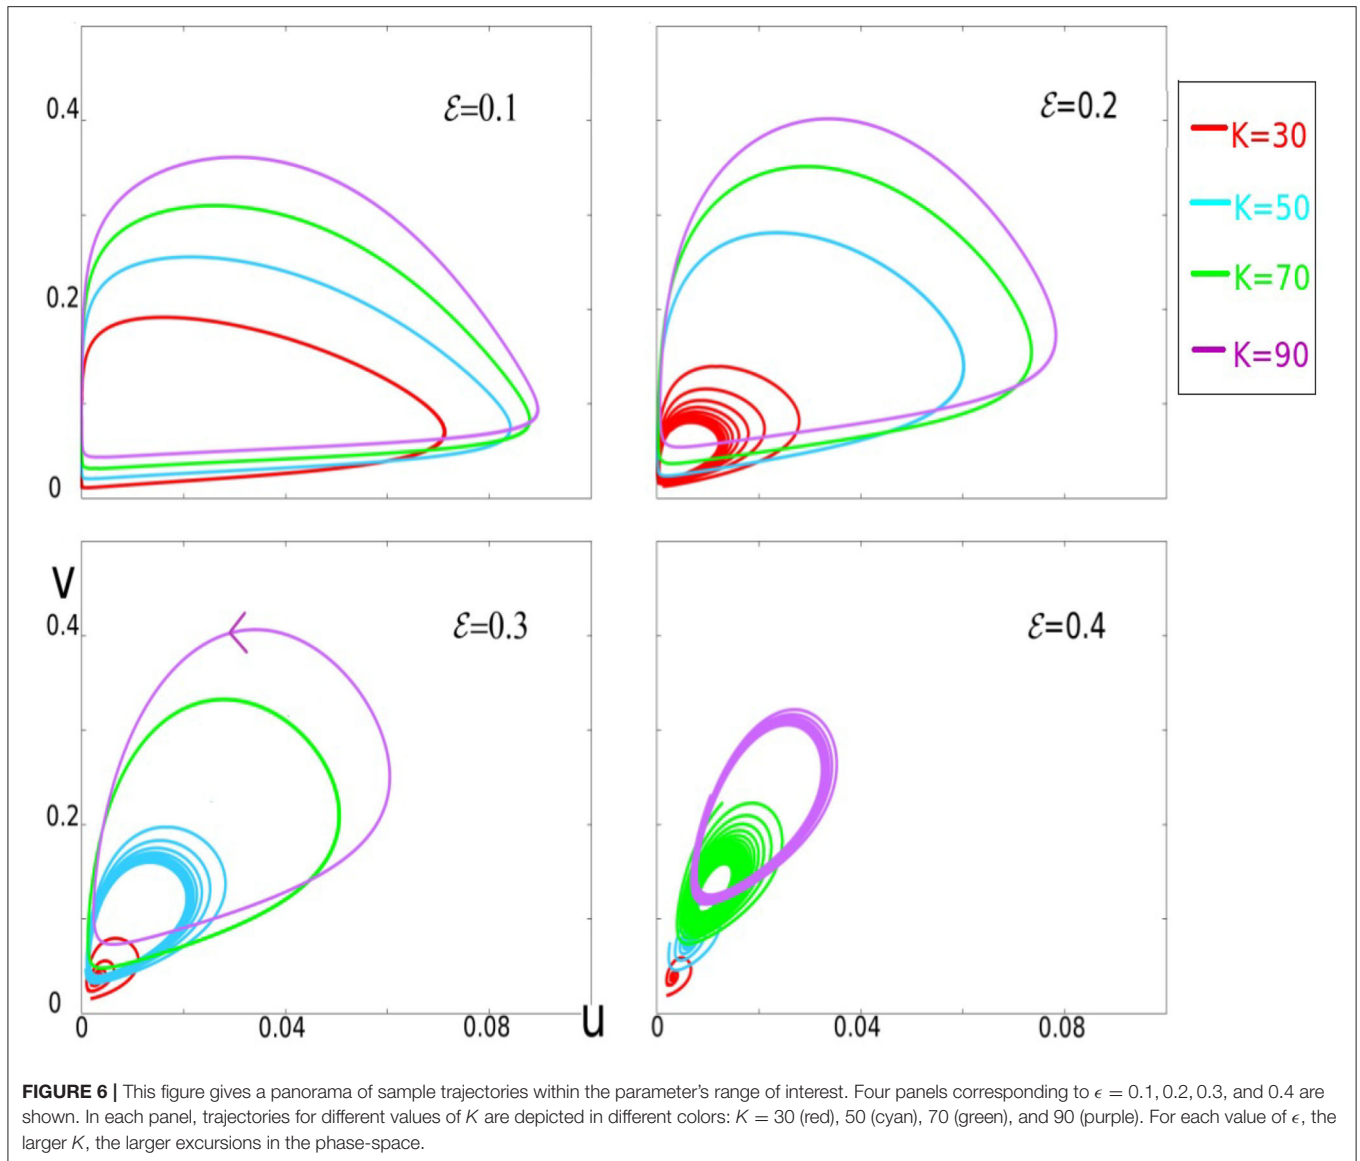 0.4
ℰ=0.1
0.2
0
ℰ=0.2
K=30
K=50
K=70
K=90
V
0.4
ℰ=0.3
0.2
0
0
0.04
0.08
u
ℰ=0.4
0
0.04
0.08
FIGURE 6 | This figure gives a panorama of sample trajectories within the parameter's range of interest. Four panels corresponding to ϵ = 0.1, 0.2, 0.3, and 0.4 are
shown. In each panel, trajectories for different values of K are depicted in different colors: K = 30 (red), 50 (cyan), 70 (green), and 90 (purple). For each value of ϵ, the
larger K, the larger excursions in the phase-space.